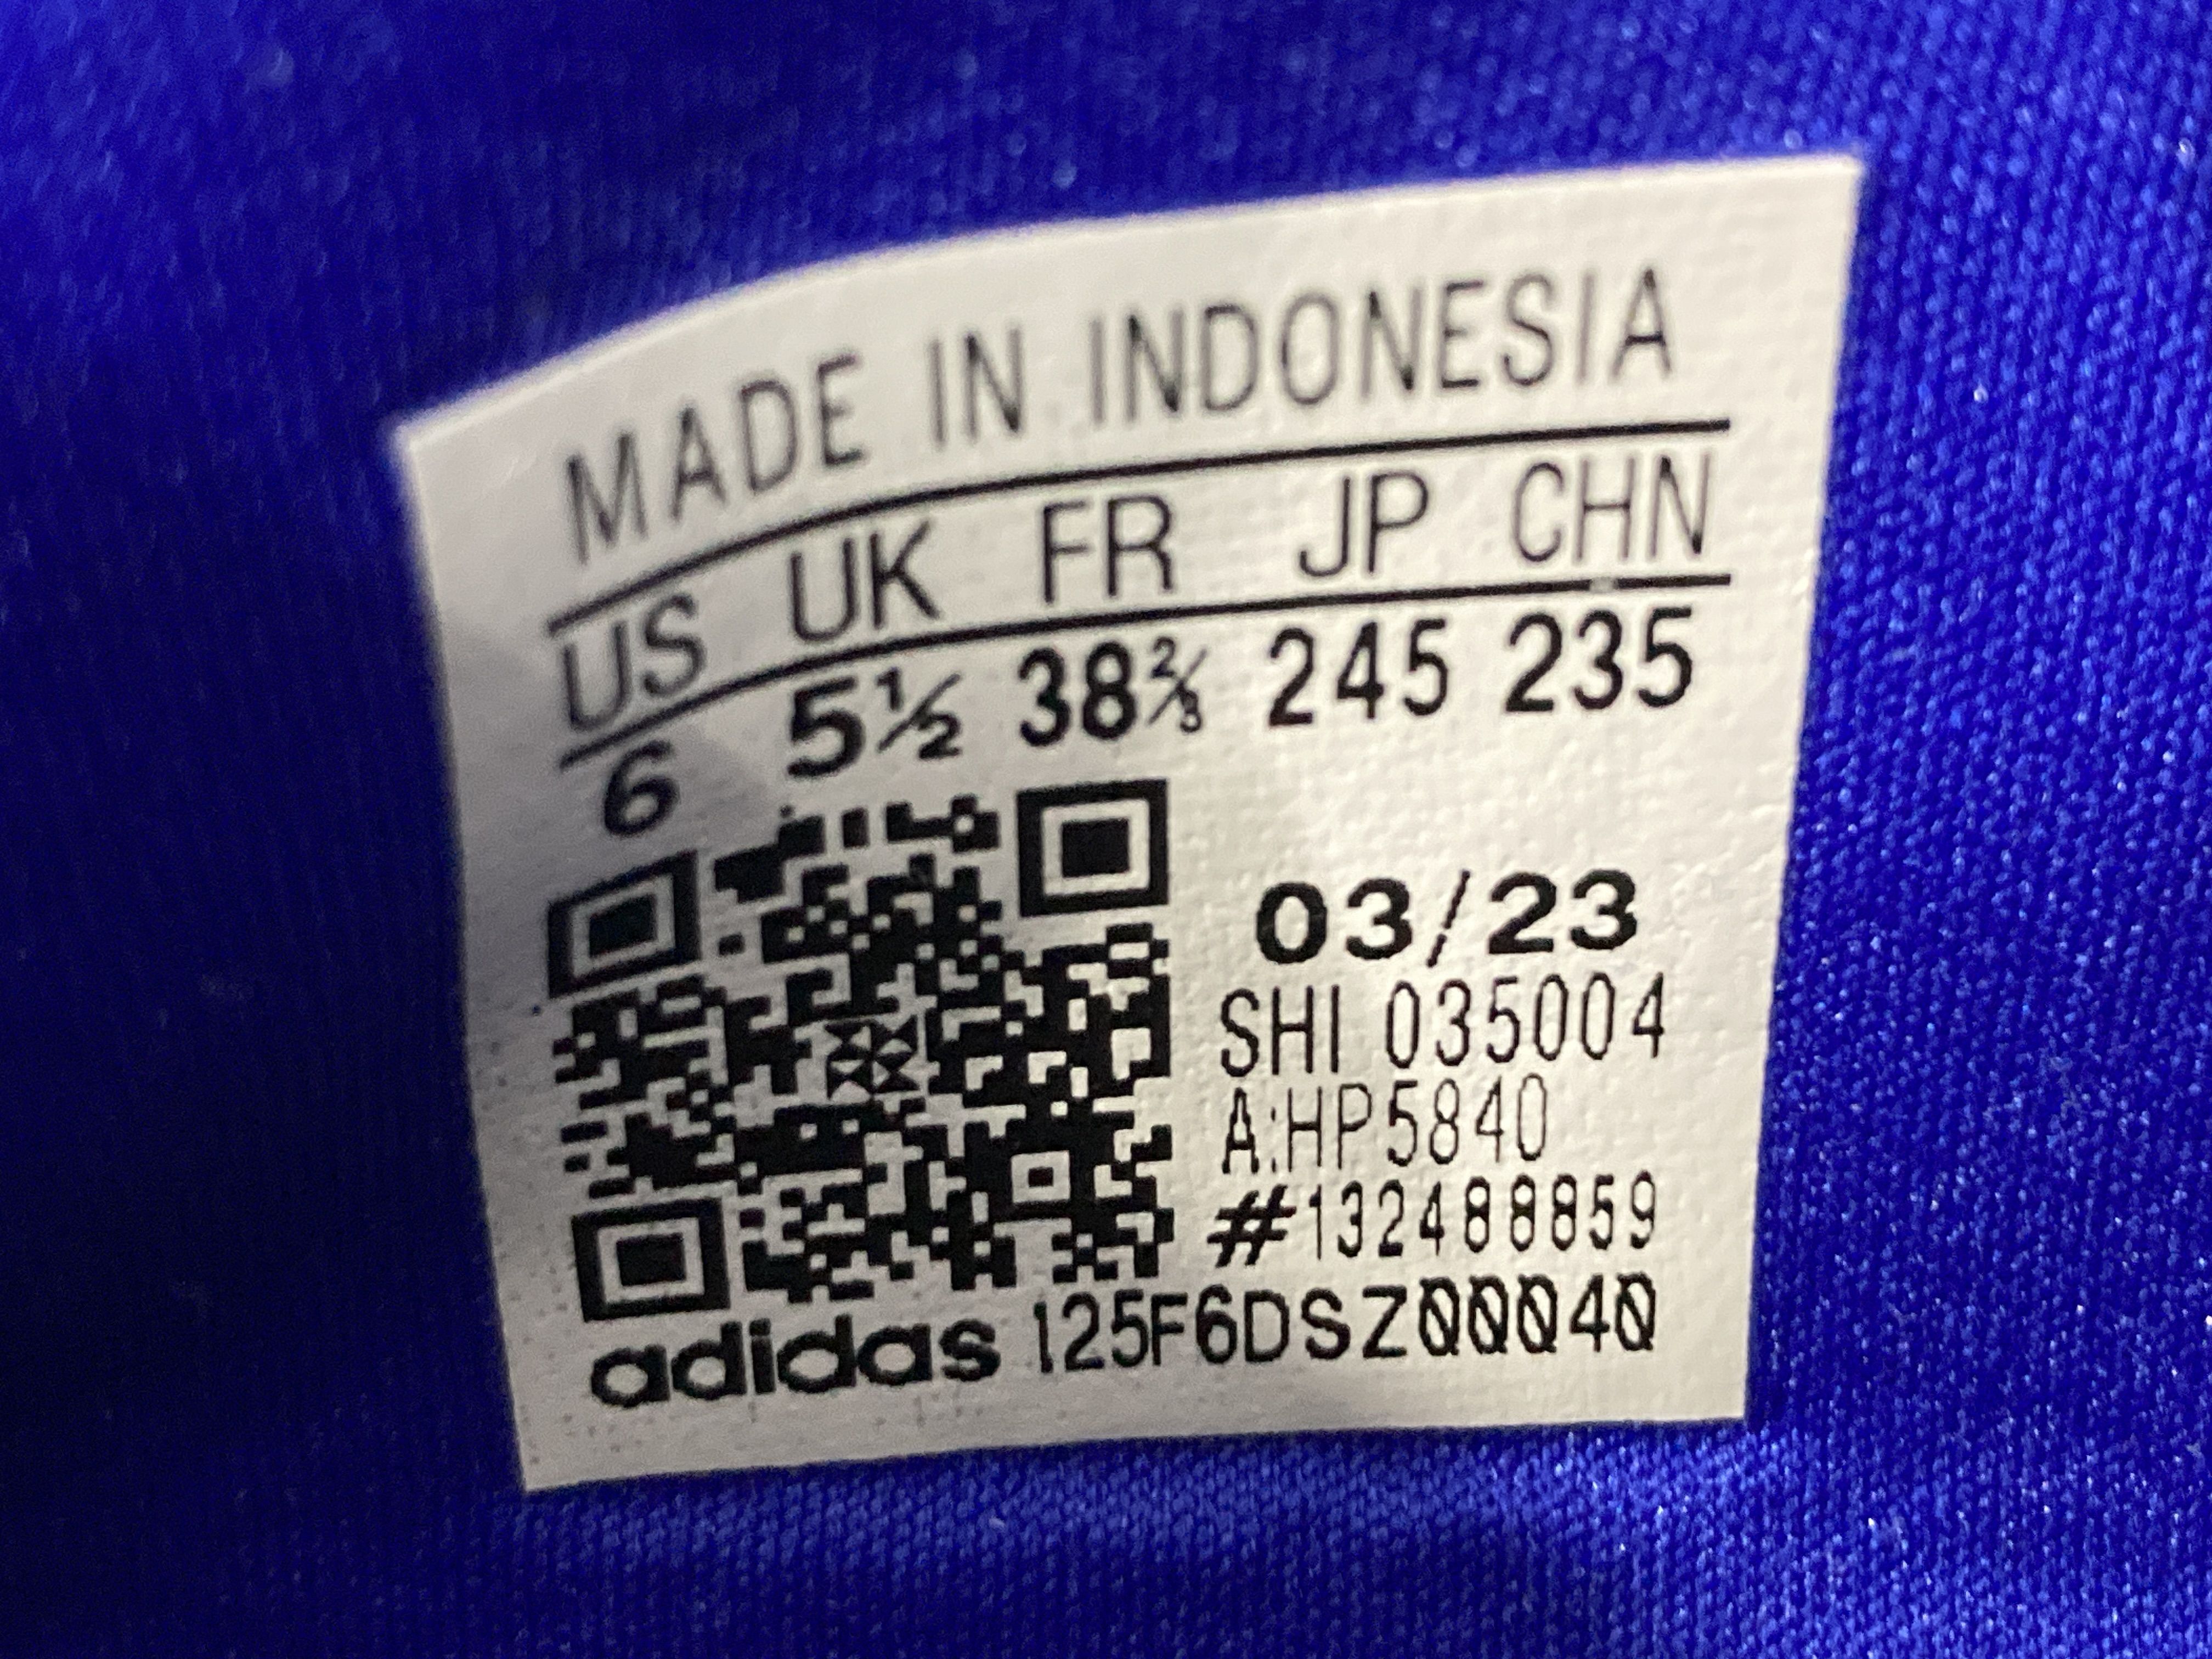 MADE IN INDONESIA
US UK FR JP CHN
6 5½ 38⅔ 245 235
03/23
SHI 035004
A:HP5840
#132488859
adidas 125F6DSZ00040